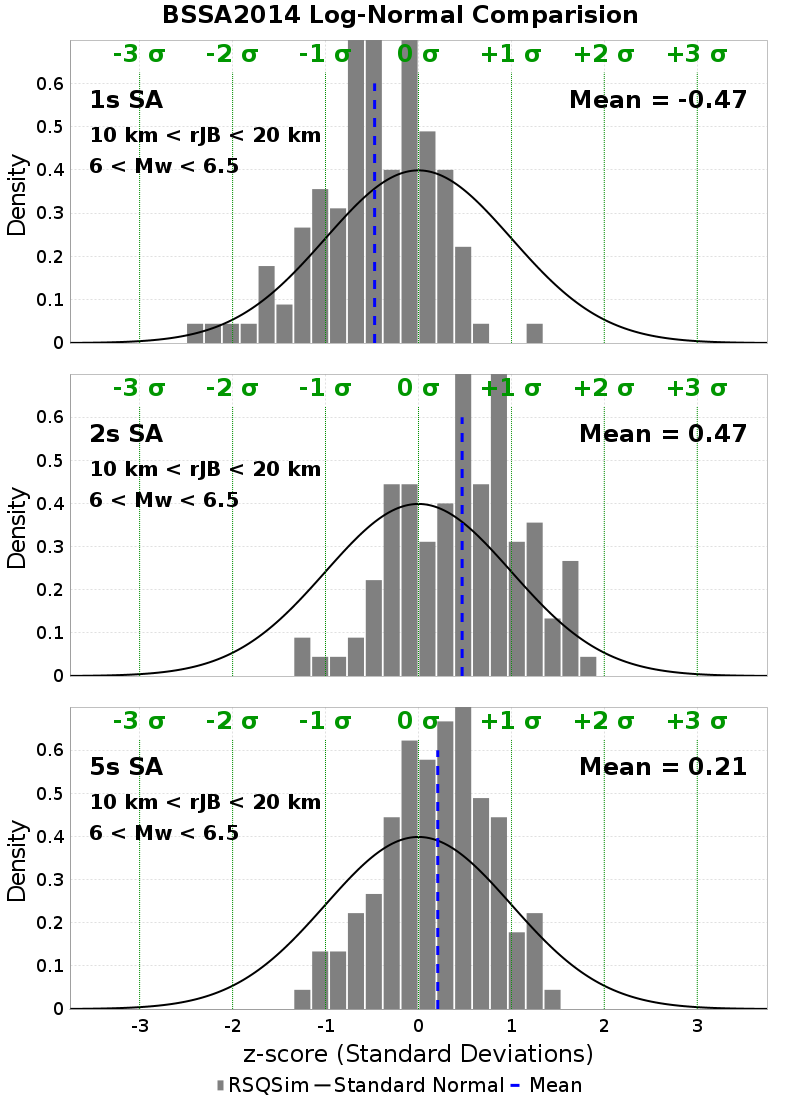 BSSA2014 Log-Normal Comparision
-3 σ -2 σ -1 σ 0 σ +1 σ +2 σ +3 σ
1s SA
Mean = -0.47
10 km < rJB < 20 km
6 < Mw < 6.5
Density
0.6
0.5
0.4
0.3
0.2
0.1
0
-3 σ -2 σ -1 σ 0 σ +1 σ +2 σ +3 σ
2s SA
Mean = 0.47
10 km < rJB < 20 km
6 < Mw < 6.5
Density
0.6
0.5
0.4
0.3
0.2
0.1
0
-3 σ -2 σ -1 σ 0 σ +1 σ +2 σ +3 σ
5s SA
Mean = 0.21
10 km < rJB < 20 km
6 < Mw < 6.5
Density
0.6
0.5
0.4
0.3
0.2
0.1
0
-3 -2 -1 0 1 2 3
z-score (Standard Deviations)
RSQSim Standard Normal Mean